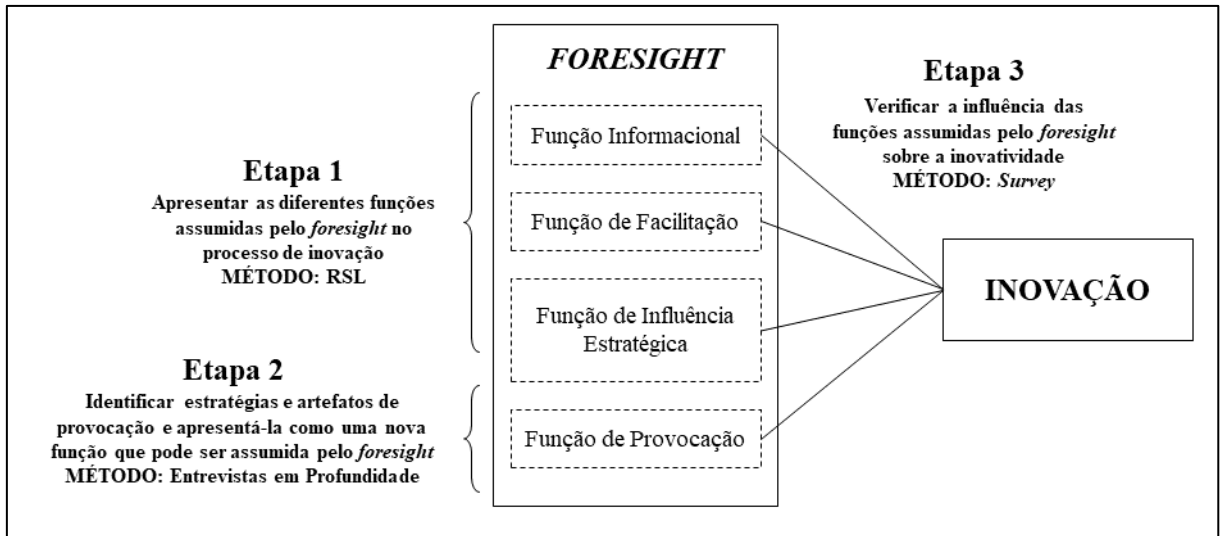 Etapa 1
Apresentar as diferentes funções
assumidas pelo foresight no
processo de inovação
MÉTODO: RSL
Etapa 2
Identificar estratégias e artefatos de
provocação e apresentá-la como uma nova
função que pode ser assumida pelo foresight
MÉTODO: Entrevistas em Profundidade
FORESIGHT
Função Informacional
Função de Facilitação
Função de Influência
Estratégica
Função de Provocação
Etapa 3
Verificar a influência das
funções assumidas pelo foresight
sobre a inovatividade
MÉTODO: Survey
INOVAÇÃO